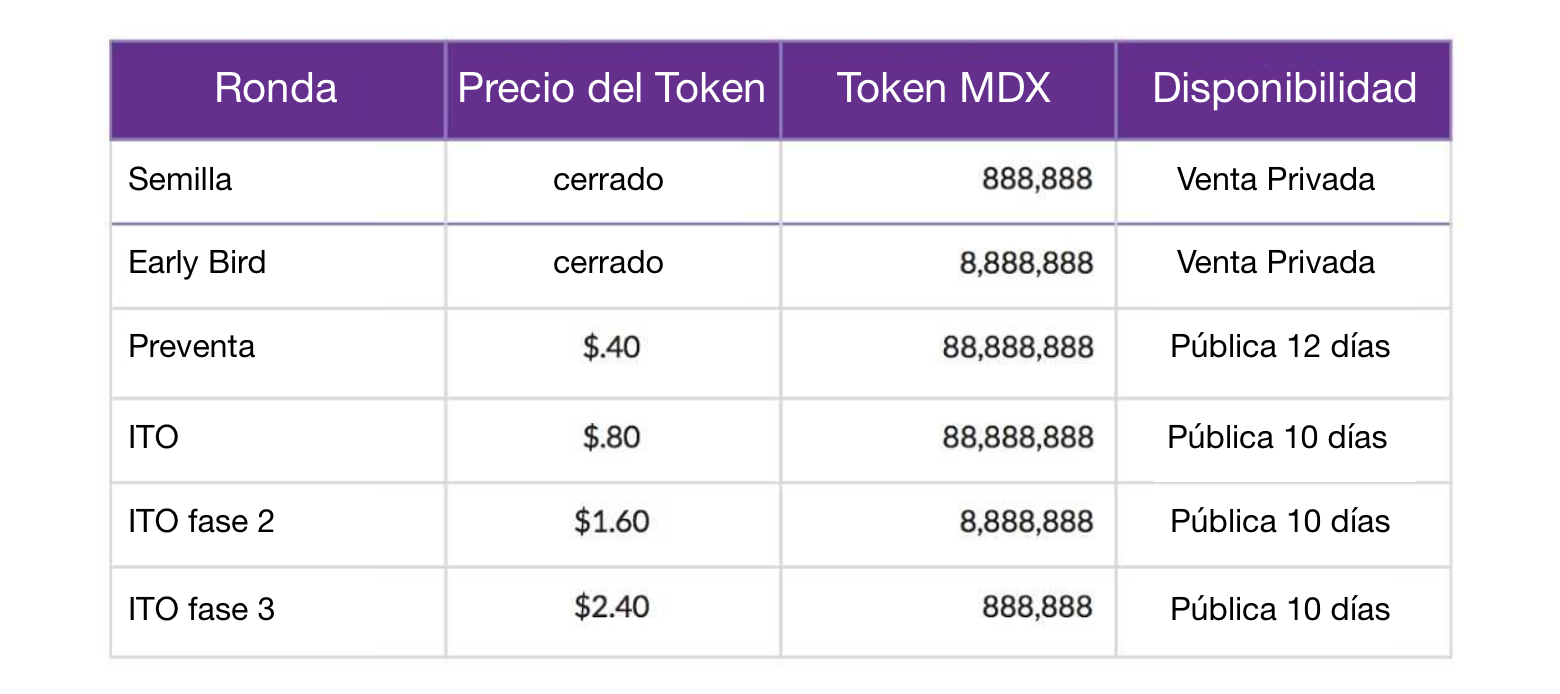 Ronda Precio del Token Token MDX Disponibilidad
Semilla cerrado 888,888 Venta Privada
Early Bird cerrado 8,888,888 Venta Privada
Preventa $.40 88,888,888 Pública 12 días
ITO $.80 88,888,888 Pública 10 días
ITO fase 2 $1.60 8,888,888 Pública 10 días
ITO fase 3 $2.40 888,888 Pública 10 días